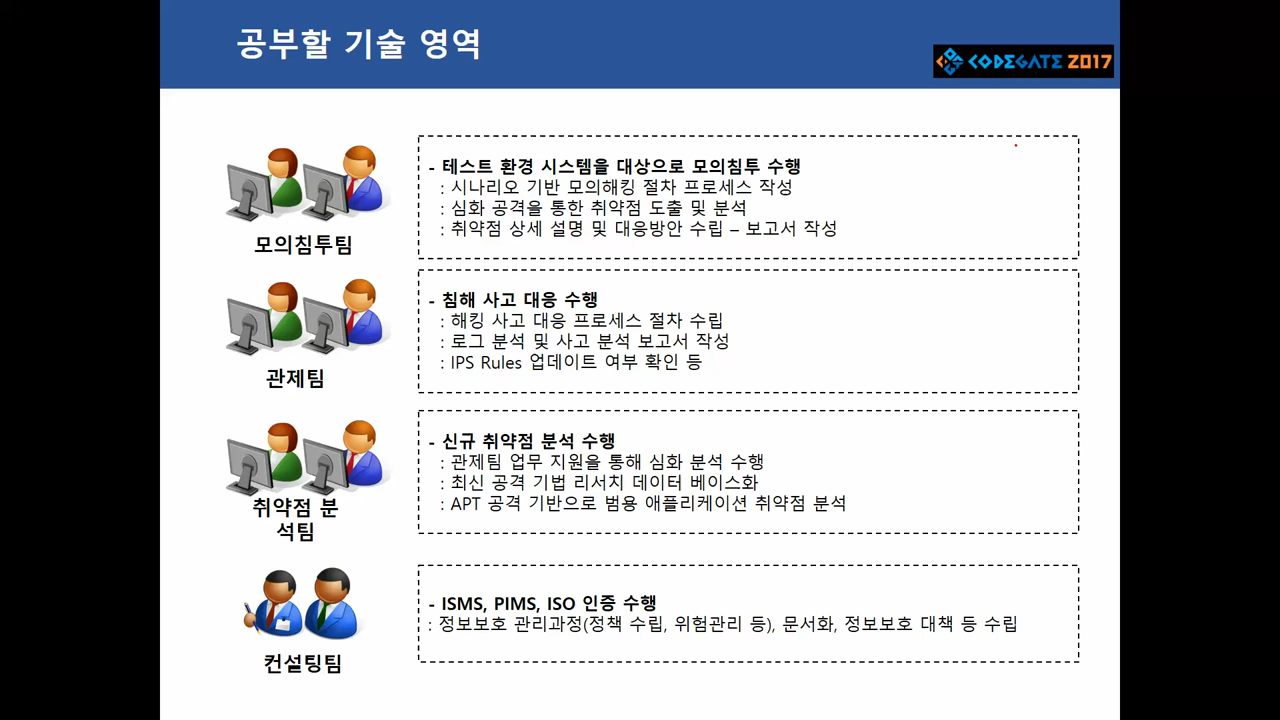 공부할 기술 영역
CODEGATE 2017
- 테스트 환경 시스템을 대상으로 모의침투 수행
: 시나리오 기반 모의해킹 절차 프로세스 작성
: 심화 공격을 통한 취약점 도출 및 분석
: 취약점 상세 설명 및 대응방안 수립 – 보고서 작성
모의침투팀
- 침해 사고 대응 수행
: 해킹 사고 대응 프로세스 절차 수립
: 로그 분석 및 사고 분석 보고서 작성
: IPS Rules 업데이트 여부 확인 등
관제팀
- 신규 취약점 분석 수행
: 관제팀 업무 지원을 통해 심화 분석 수행
: 최신 공격 기법 리서치 데이터 베이스화
: APT 공격 기반으로 범용 애플리케이션 취약점 분석
취약점 분
석팀
- ISMS, PIMS, ISO 인증 수행
: 정보보호 관리과정(정책 수립, 위험관리 등), 문서화, 정보보호 대책 등 수립
컨설팅팀